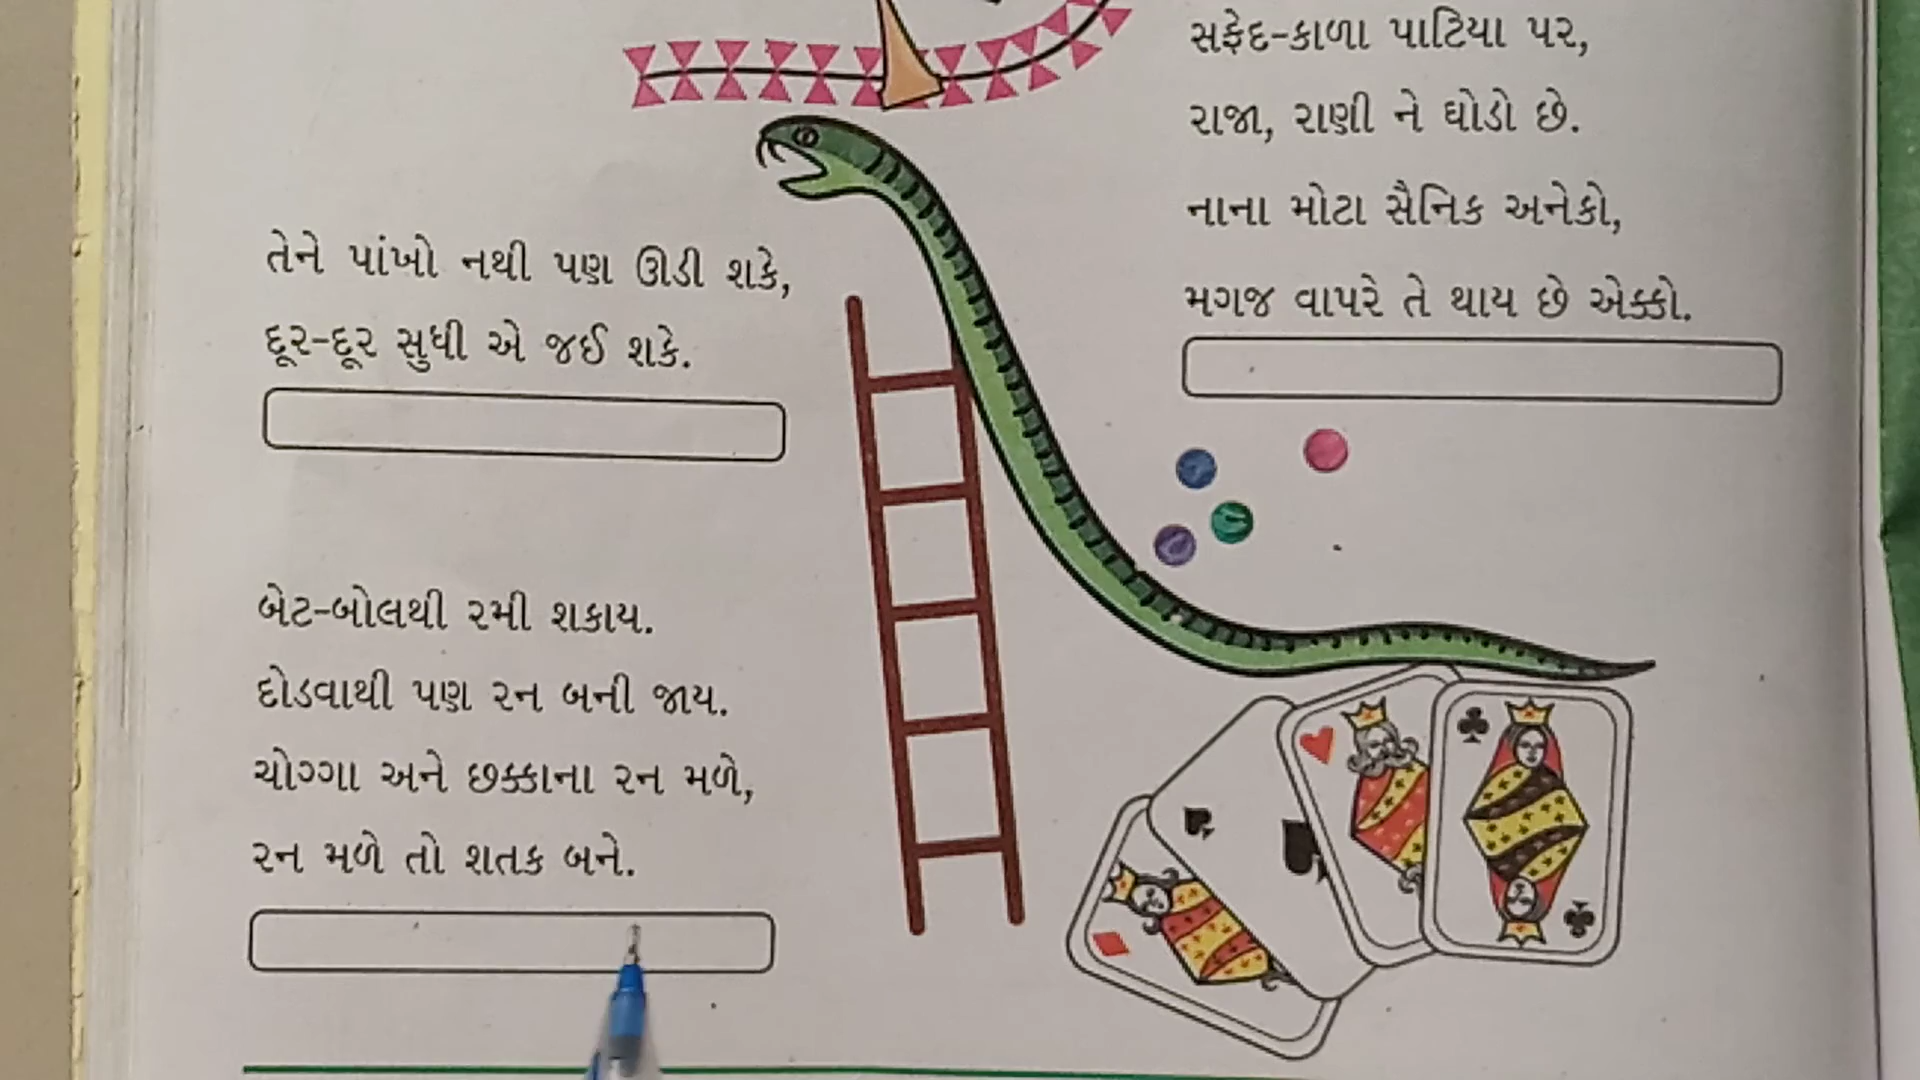 તેને પાંખો નથી પણ ઊડી શકે,
દૂર-દૂર સુધી એ જઈ શકે.
બેટ-બોલથી રમી શકાય.
દોડવાથી પણ રન બની જાય.
ચોગ્ગા અને છક્કાના રન મળે,
રન મળે તો શતક બને.
સફેદ-કાળા પાટિયા પર,
રાજા, રાણી ને ઘોડો છે.
નાના મોટા સૈનિક અનેકો,
મગજ વાપરે તે થાય છે એક્કો.